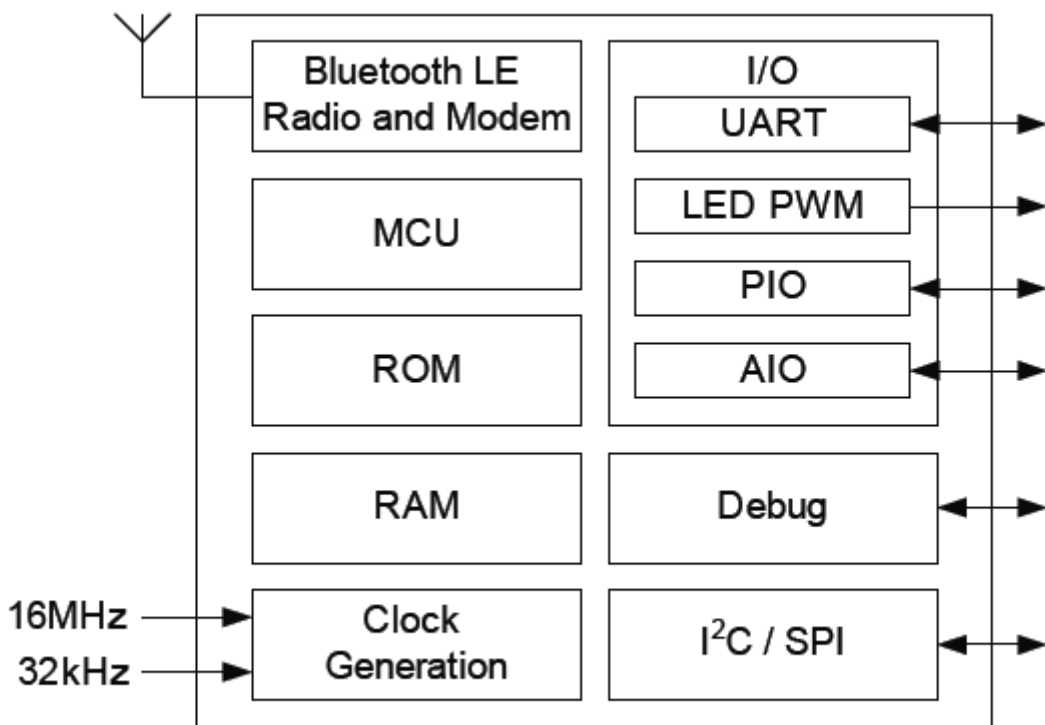 Bluetooth LE
Radio and Modem
MCU
ROM
RAM
16MHz
32kHz
Clock
Generation
I/O
UART
LED PWM
PIO
AIO
Debug
I²C / SPI